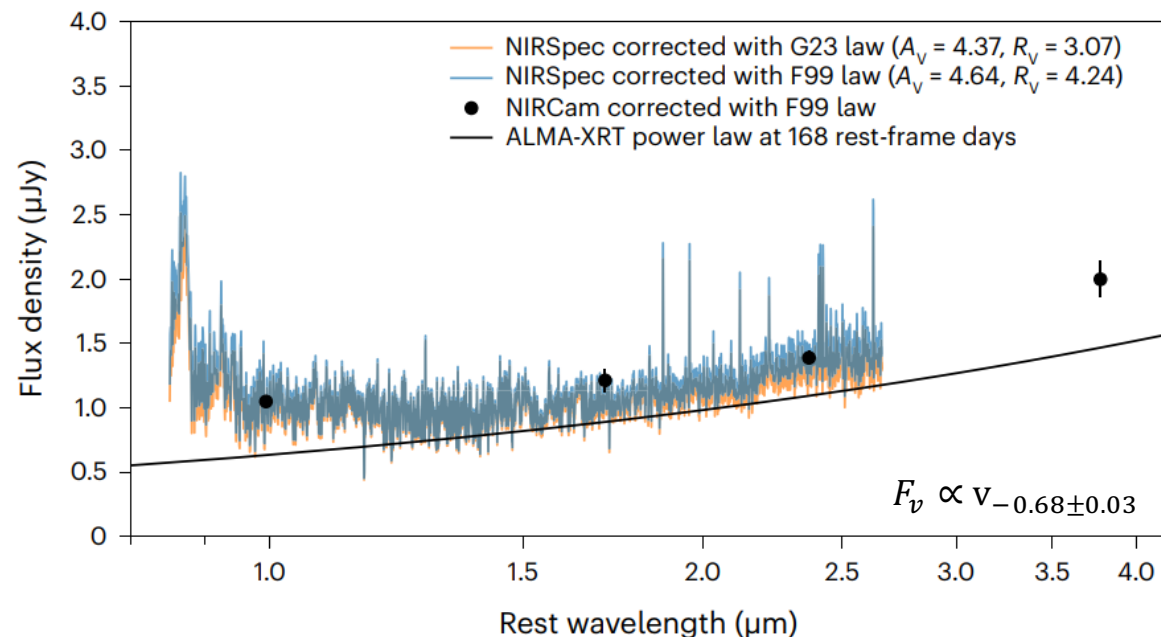 4.0
3.5
3.0
2.5
2.0
1.5
1.0
0.5
0
Flux density (µJy)
NIRSpec corrected with G23 law (A_V = 4.37, R_V = 3.07)
NIRSpec corrected with F99 law (A_V = 4.64, R_V = 4.24)
NIRCam corrected with F99 law
ALMA-XRT power law at 168 rest-frame days
F_v ∝ v_−0.68±0.03
1.0 1.5 2.0 2.5 3.0 3.5 4.0
Rest wavelength (µm)